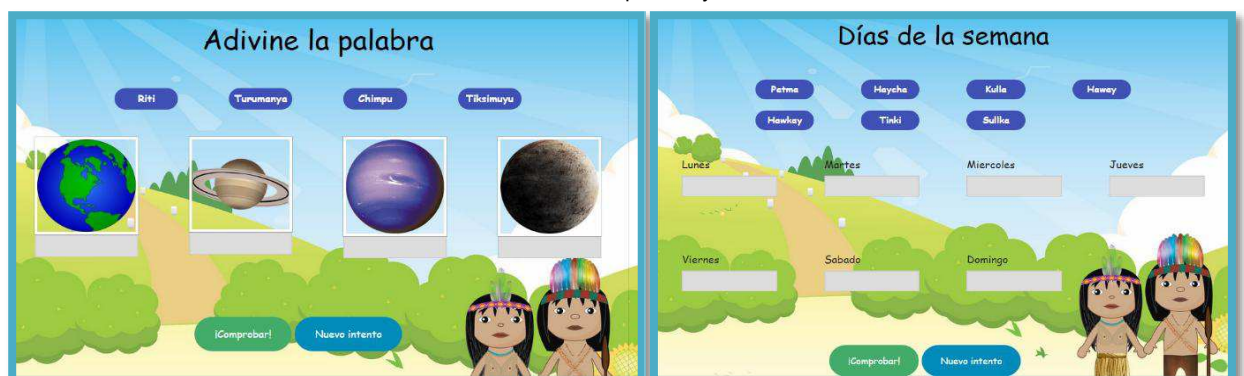 Adivine la palabra
Riti Turumanya Chimpu Tiksimuyu
¡Comprobar! Nuevo intento
Días de la semana
Petma Haycha Kulla Hawey
Hawkay Tinki Sullka
Lunes Martes Miercoles Jueves
Viernes Sabado Domingo
¡Comprobar! Nuevo intento